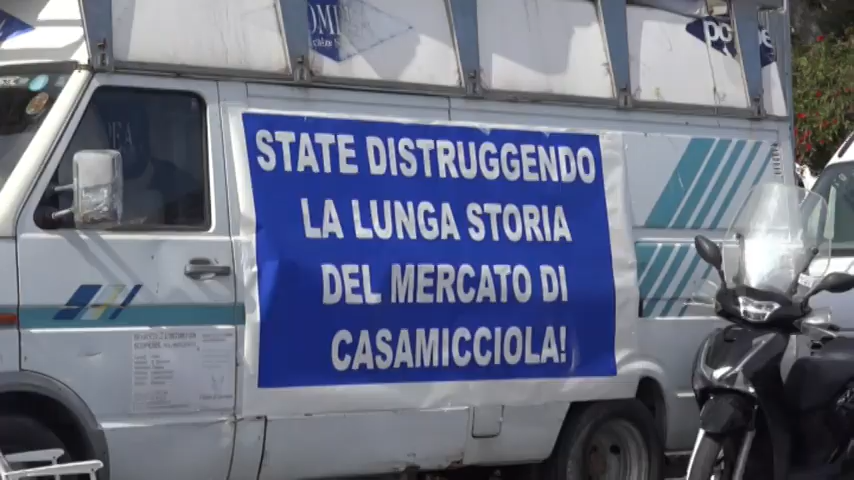 STATE DISTRUGGENDO
LA LUNGA STORIA
DEL MERCATO DI
CASAMICCIOLA!